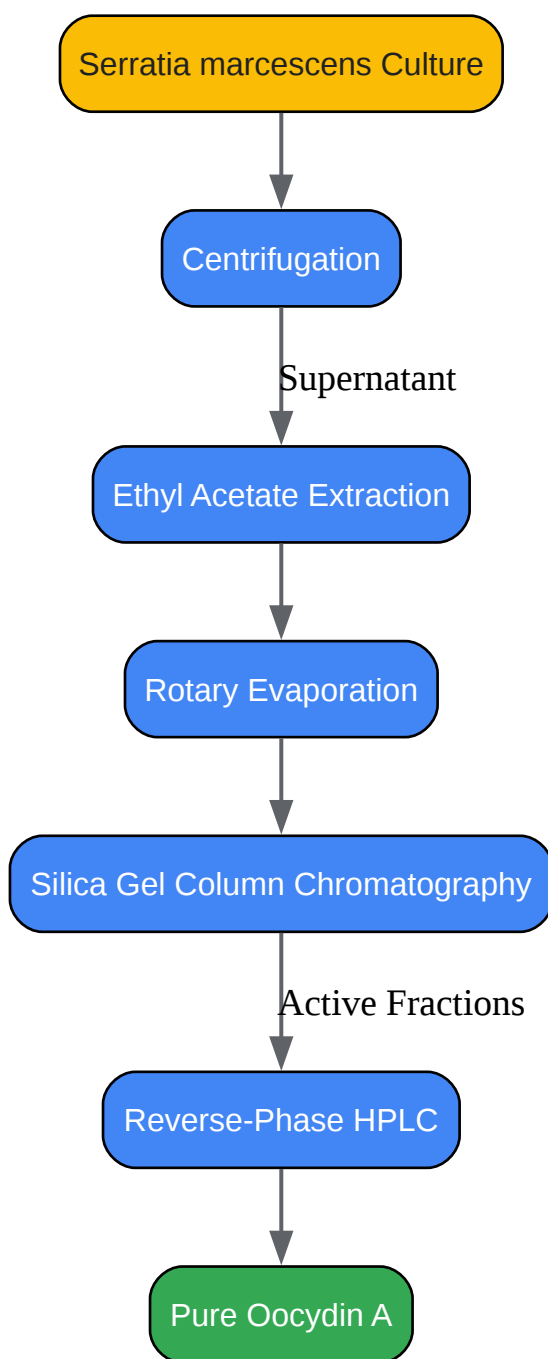 Serratia marcescens Culture
Centrifugation
Supernatant
Ethyl Acetate Extraction
Rotary Evaporation
Silica Gel Column Chromatography
Active Fractions
Reverse-Phase HPLC
Pure Oocydin A